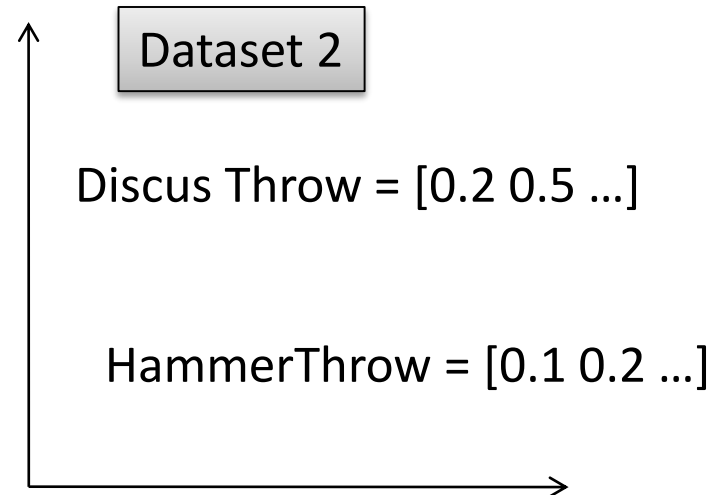 Dataset 2
Discus Throw = [0.2 0.5 ...]
HammerThrow = [0.1 0.2 ...]